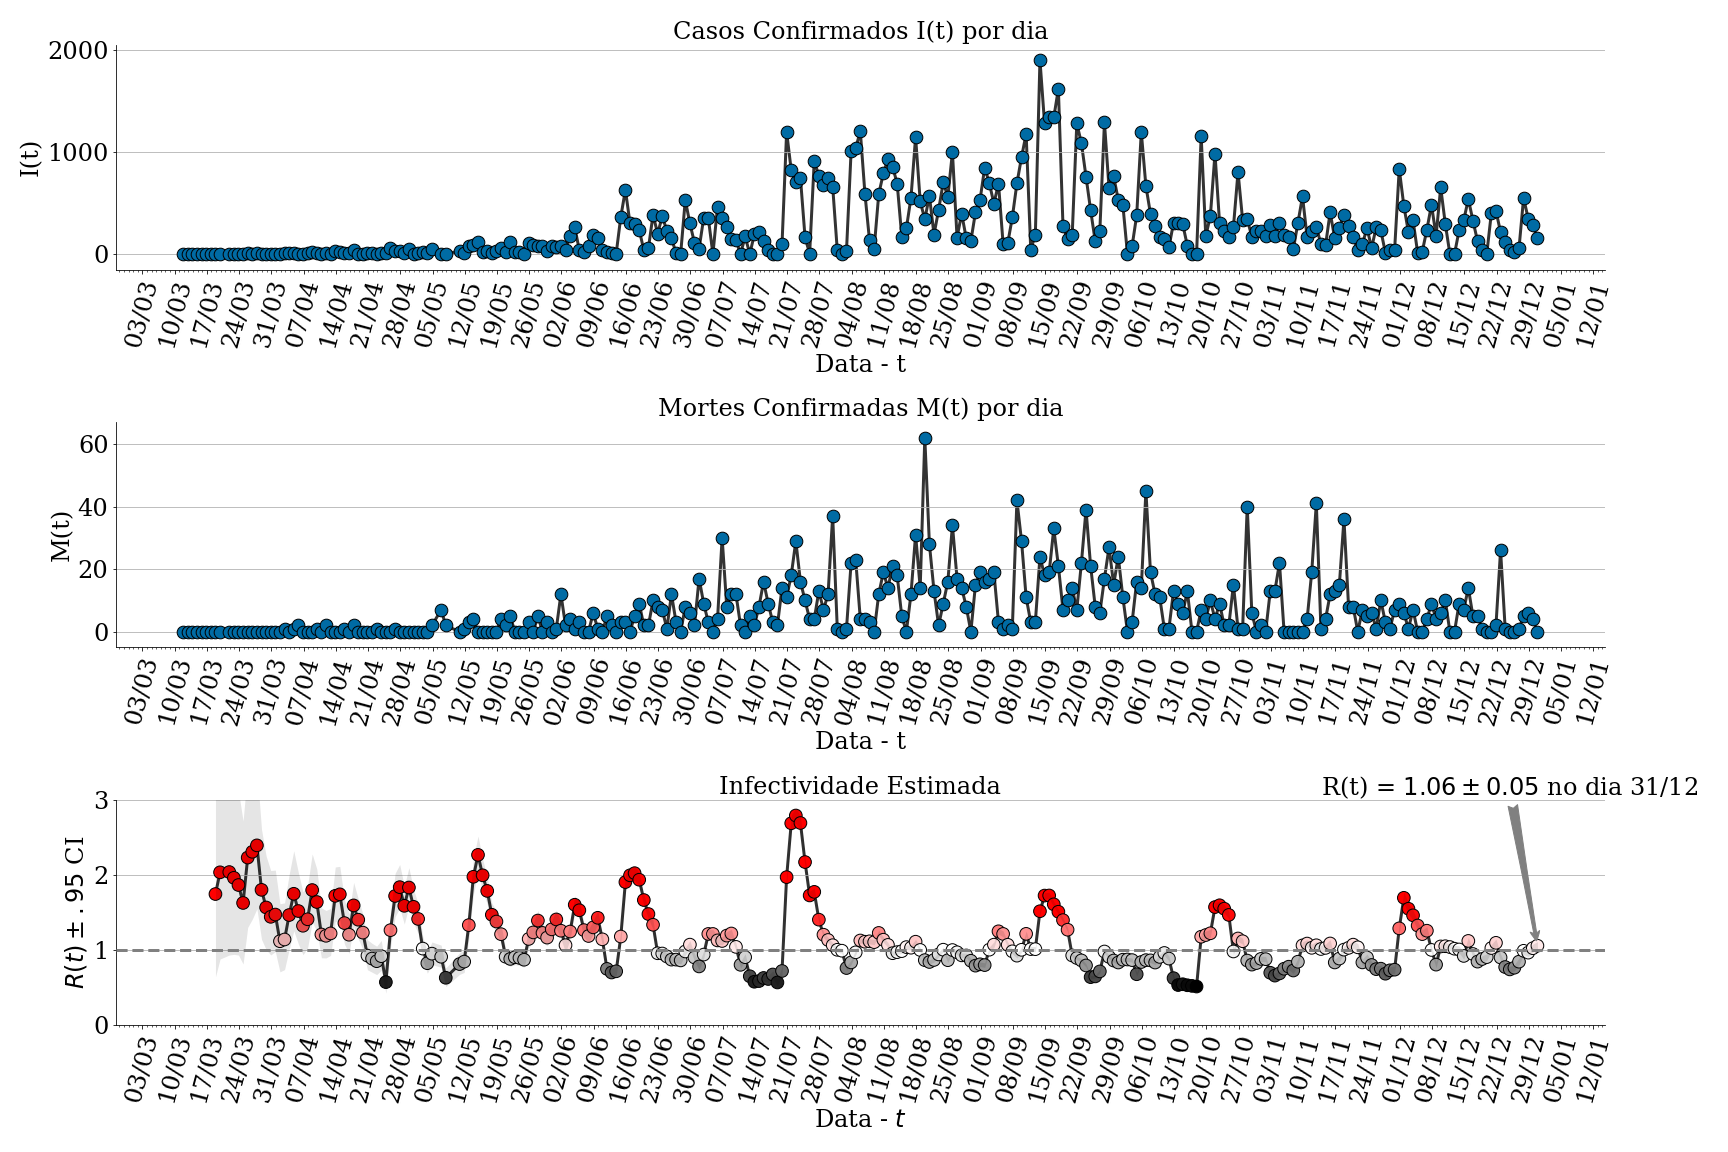 Casos Confirmados I(t) por dia
2000
1000
0
I(t)
03/03 10/03 17/03 24/03 31/03 07/04 14/04 21/04 28/04 05/05 12/05 19/05 26/05 02/06 09/06 16/06 23/06 30/06 07/07 14/07 21/07 28/07 04/08 11/08 18/08 25/08 01/09 08/09 15/09 22/09 29/09 06/10 13/10 20/10 27/10 03/11 10/11 17/11 24/11 01/12 08/12 15/12 22/12 29/12 05/01 12/01
Data - t
Mortes Confirmadas M(t) por dia
60
40
20
0
M(t)
03/03 10/03 17/03 24/03 31/03 07/04 14/04 21/04 28/04 05/05 12/05 19/05 26/05 02/06 09/06 16/06 23/06 30/06 07/07 14/07 21/07 28/07 04/08 11/08 18/08 25/08 01/09 08/09 15/09 22/09 29/09 06/10 13/10 20/10 27/10 03/11 10/11 17/11 24/11 01/12 08/12 15/12 22/12 29/12 05/01 12/01
Data - t
Infectividade Estimada
R(t) = 1.06 ± 0.05 no dia 31/12
3
2
1
0
R(t) ± .95 CI
03/03 10/03 17/03 24/03 31/03 07/04 14/04 21/04 28/04 05/05 12/05 19/05 26/05 02/06 09/06 16/06 23/06 30/06 07/07 14/07 21/07 28/07 04/08 11/08 18/08 25/08 01/09 08/09 15/09 22/09 29/09 06/10 13/10 20/10 27/10 03/11 10/11 17/11 24/11 01/12 08/12 15/12 22/12 29/12 05/01 12/01
Data - t